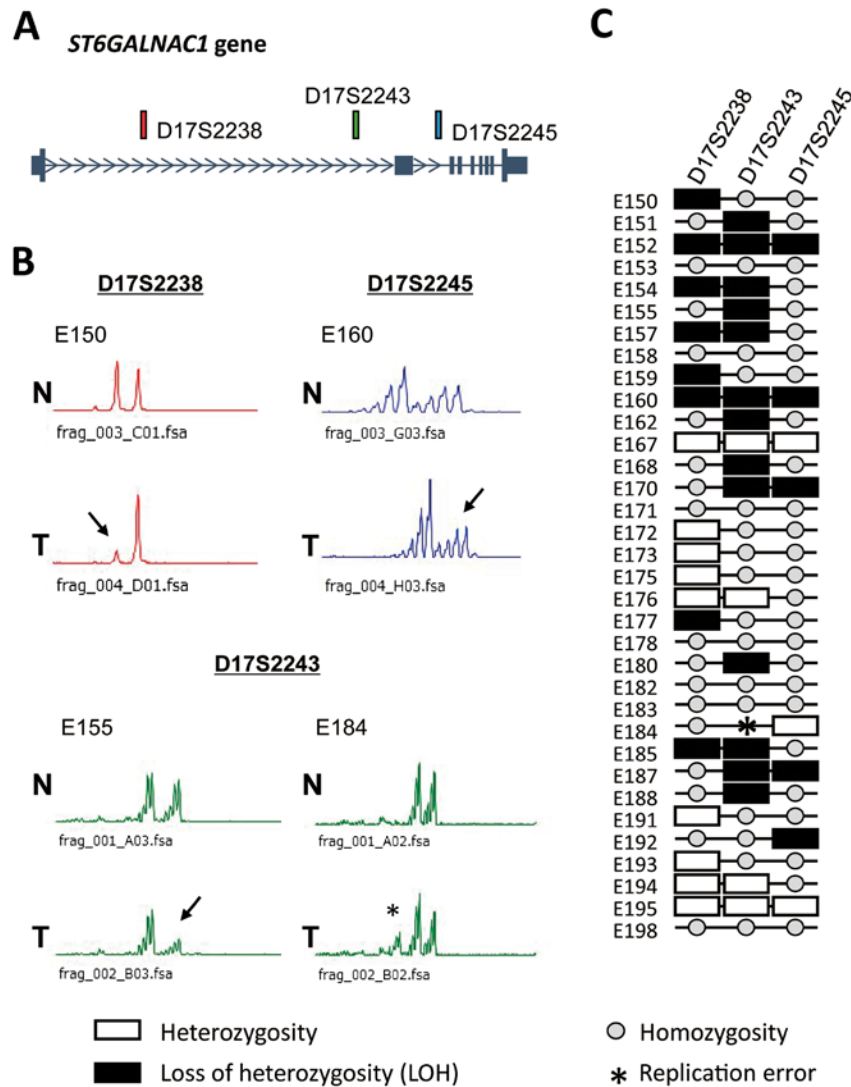 A
ST6GALNAC1 gene
D17S2243
D17S2238
D17S2245
B
D17S2238
D17S2245
E150
E160
N
frag_003_C01.fsa
frag_003_G03.fsa
T
frag_004_D01.fsa
frag_004_H03.fsa
D17S2243
E155
E184
N
frag_001_A03.fsa
frag_001_A02.fsa
*
T
frag_002_B03.fsa
frag_002_B02.fsa
C
D17S2238
D17S2243
D17S2245
E150
E151
E152
E153
E154
E155
E157
E158
E159
E160
E162
E167
E168
E170
E171
E172
E173
E175
E176
E177
E178
E180
E182
E183
E184 *
E185
E187
E188
E191
E192
E193
E194
E195
E198
Heterozygosity
Homozygosity
Loss of heterozygosity (LOH)
* Replication error